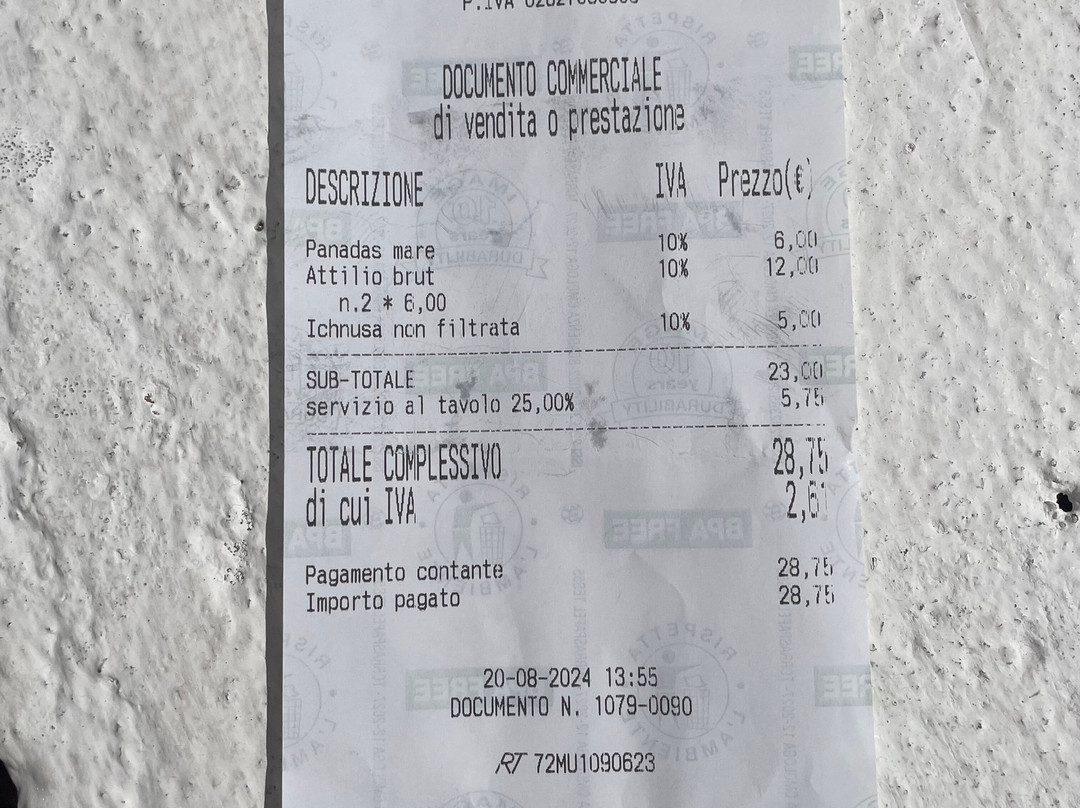 P.IVA
DOCUMENTO COMMERCIALE
di vendita o prestazione
DESCRIZIONE IVA Prezzo(€)
Panadas mare 10% 6,00
Attilio brut 10% 12,00
n.2 * 6,00
Ichnusa non filtrata 10% 5,00
SUB-TOTALE 23,00
servizio al tavolo 25,00% 5,75
TOTALE COMPLESSIVO 28,75
di cui IVA 2,61
Pagamento contante 28,75
Importo pagato 28,75
20-08-2024 13:55
DOCUMENTO N. 1079-0090
RT 72MU1090623